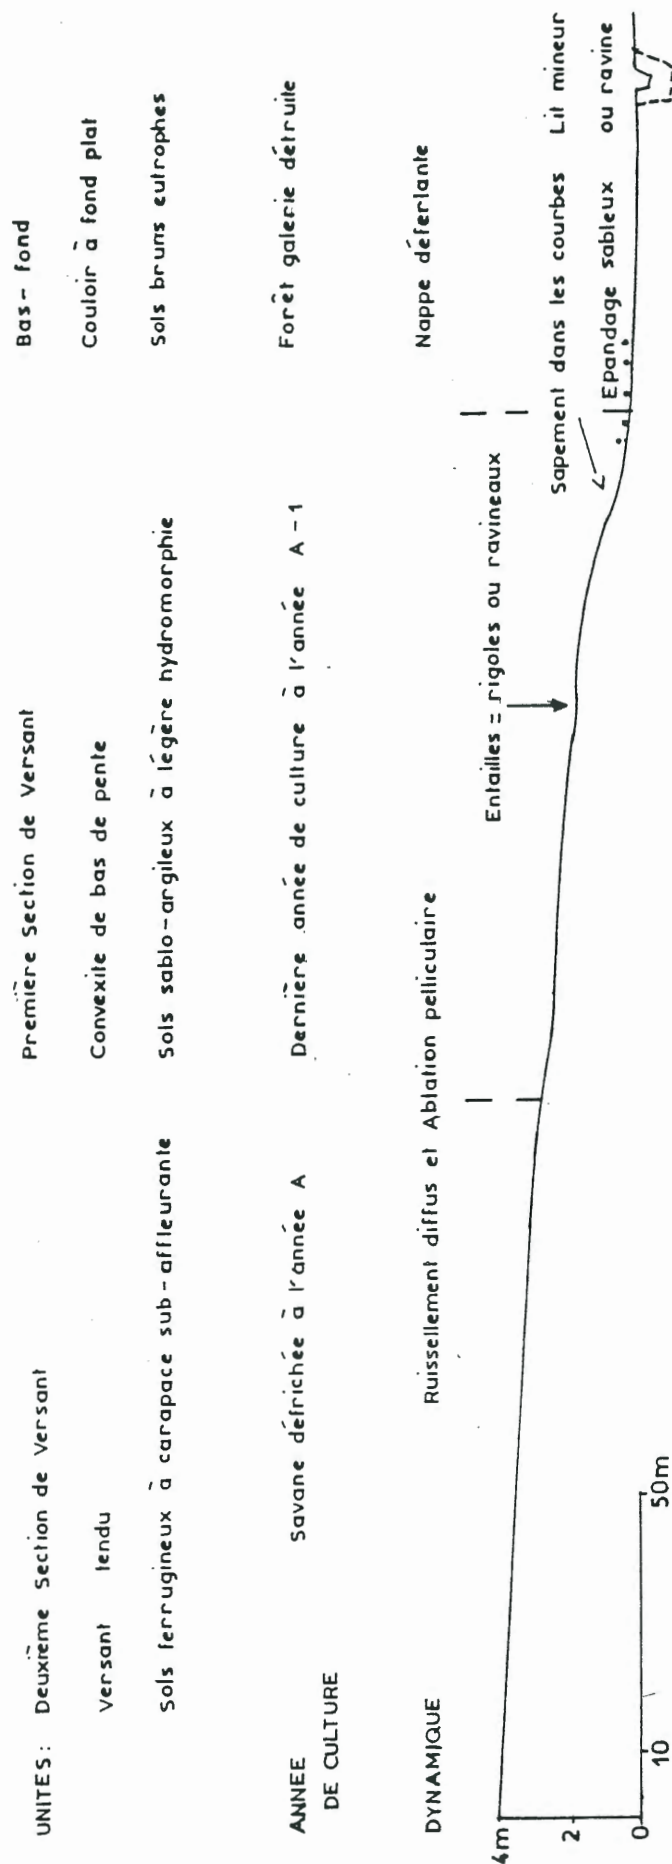 UNITES: Deuxième Section de Versant    Première Section de Versant    Bas-fond
Versant tendu    Convexite de bas de pente    Couloir à fond plat
Sols ferrugineux à carapace sub-affleurante    Sols sablo-argileux à légère hydromorphie    Sols bruns eutrophes
ANNEE    Savane défrichée à l'année A    Dernière année de culture à l'année A-1    Forêt galerie détruite
DE CULTURE
DYNAMIQUE    Ruissellement diffus et Ablation pelliculaire    Nappe déferlante
Entailles = rigoles ou ravineaux
Sapement dans les courbes    Lit mineur
Epandage sableux    ou ravine
4m
2
0
10    50m